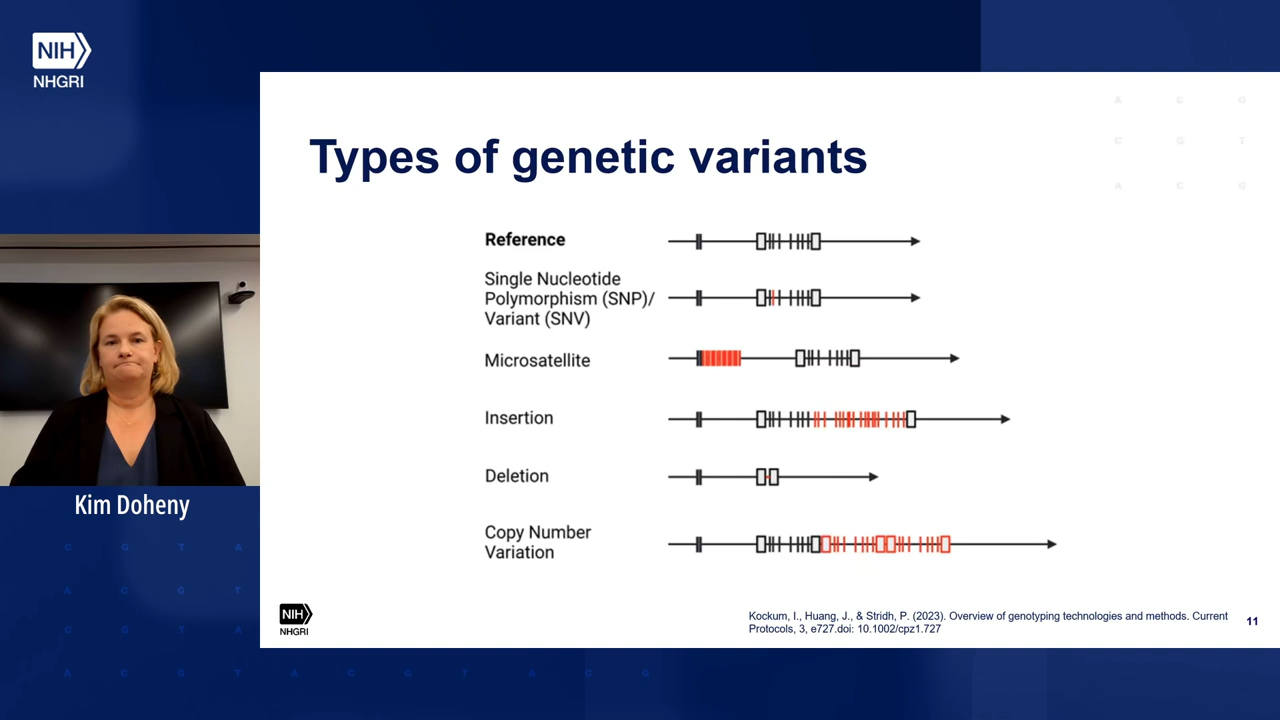 NIH
NHGRI
A C G
C G T
A C G
Types of genetic variants
Reference
Single Nucleotide
Polymorphism (SNP)/
Variant (SNV)
Microsatellite
Insertion
Deletion
Copy Number
Variation
Kim Doheny
C G T A
A C G
C G T A
A C G T A C G T A C G
NIH
NHGRI
Kockum, I., Huang, J., & Stridh, P. (2023). Overview of genotyping technologies and methods. Current
Protocols, 3, e727.doi: 10.1002/cpz1.727
11